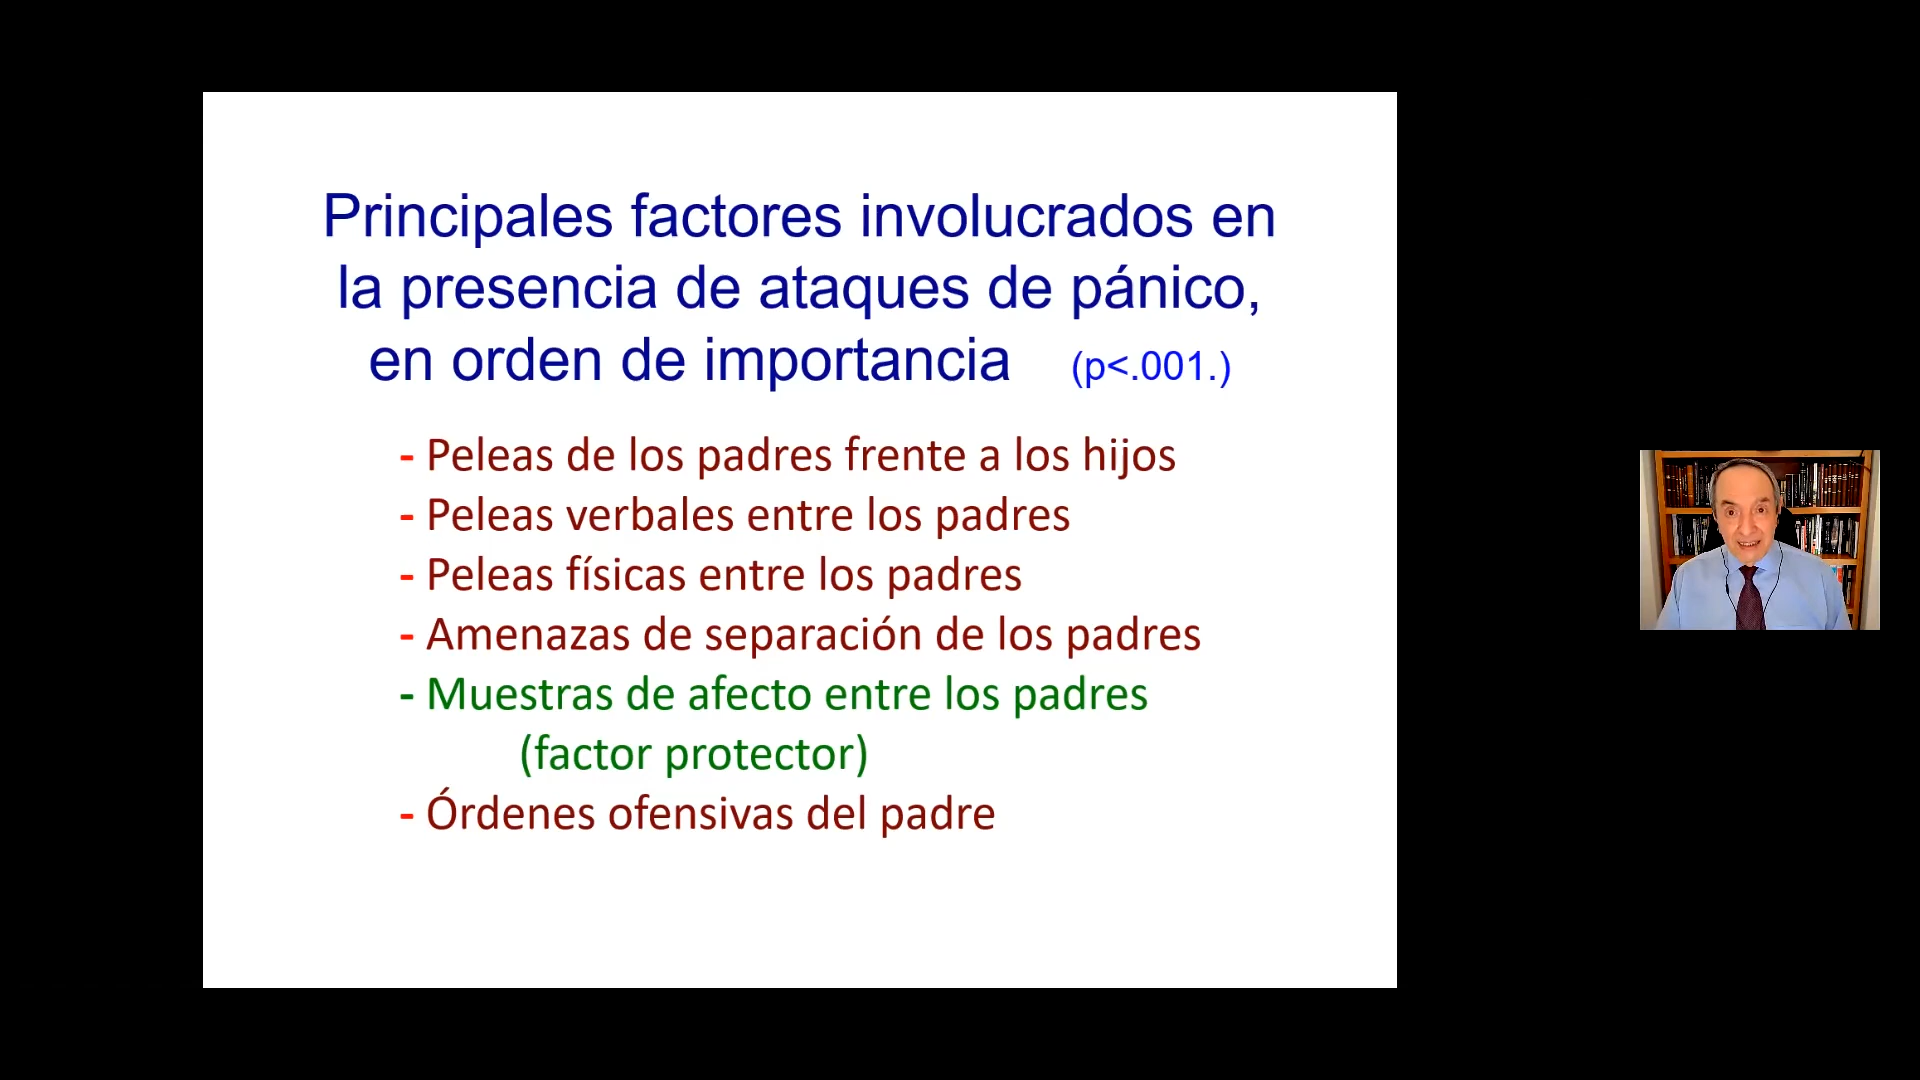 Principales factores involucrados en
la presencia de ataques de pánico,
en orden de importancia (p<.001.)
- Peleas de los padres frente a los hijos
- Peleas verbales entre los padres
- Peleas físicas entre los padres
- Amenazas de separación de los padres
- Muestras de afecto entre los padres
(factor protector)
- Órdenes ofensivas del padre